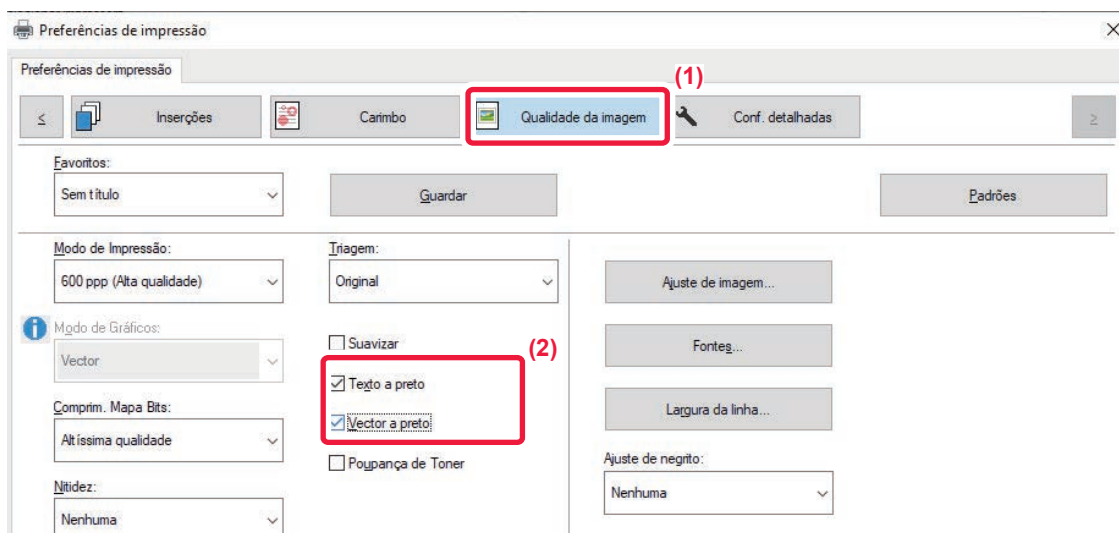 Preferências de impressão
Preferências de impressão
(1)
< Inserções Carimbo Qualidade da imagem Conf. detalhadas >
Favoritos:
Sem título Guardar Padrões
Modo de Impressão: Triagem:
600 ppp (Alta qualidade) Original Ajuste de imagem...
Modo de Gráficos:
Vector
Suavizar
(2)
Fontes...
Texto a preto
Comprim. Mapa Bits:
Vector a preto
Largura da linha...
Altíssima qualidade
Poupança de Toner
Ajuste de negrito:
Nitidez:
Nenhuma
Nenhuma